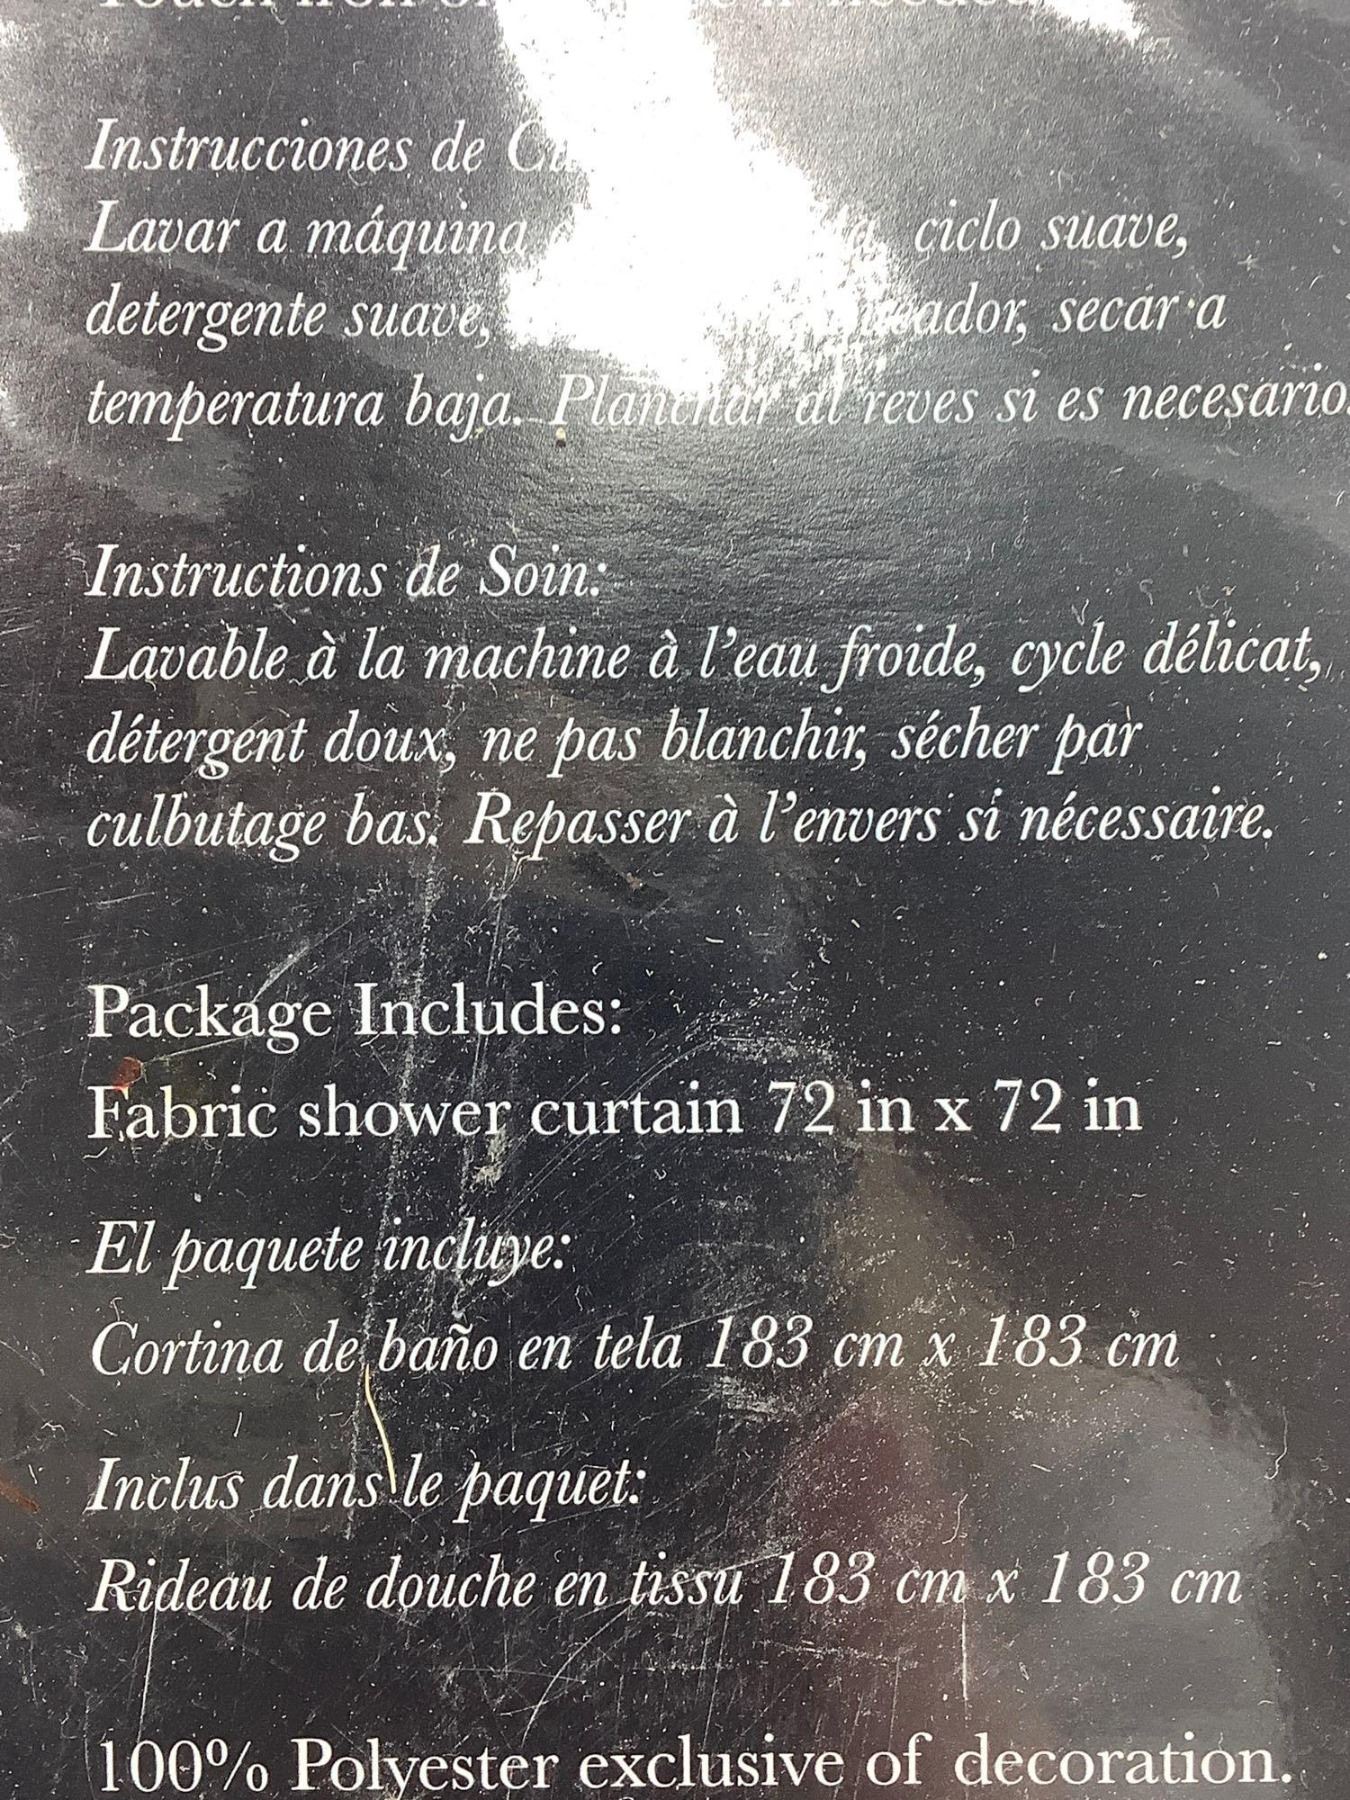 Instrucciones de
Lavar a máquina ciclo suave,
detergente suave, secar a
temperatura baja. Planchar al reves si es necesario.
Instructions de Soin:
Lavable à la machine à l'eau froide, cycle délicat,
détergent doux, ne pas blanchir, sécher par
culbutage bas. Repasser à l'envers si nécessaire.
Package Includes:
Fabric shower curtain 72 in x 72 in
El paquete incluye:
Cortina de baño en tela 183 cm x 183 cm
Inclus dans le paquet:
Rideau de douche en tissu 183 cm x 183 cm
100% Polyester exclusive of decoration.